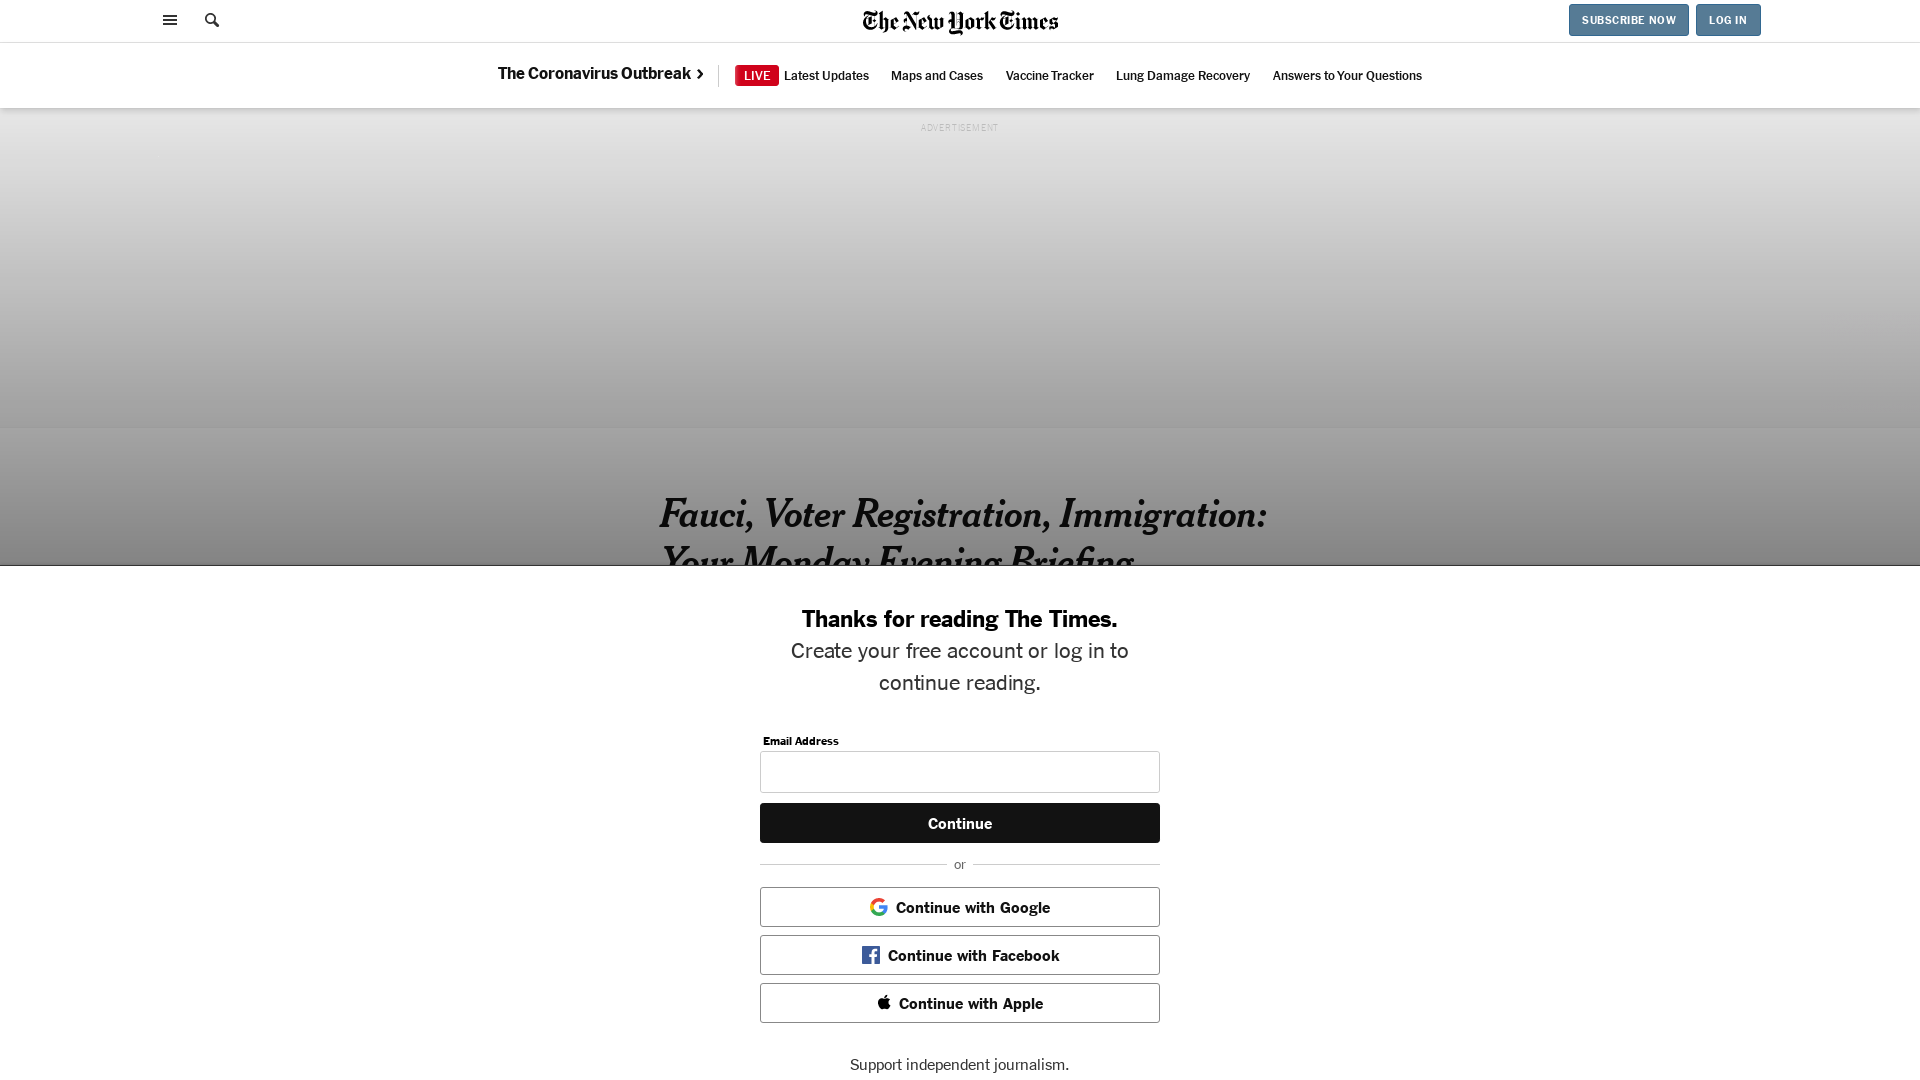 The New York Times
SUBSCRIBE NOW
LOG IN
The Coronavirus Outbreak
LIVE Latest Updates
Maps and Cases
Vaccine Tracker
Lung Damage Recovery
Answers to Your Questions
ADVERTISEMENT
Fauci, Voter Registration, Immigration:
Your Monday Evening Briefing
Thanks for reading The Times.
Create your free account or log in to
continue reading.
Email Address
Continue
or
Continue with Google
Continue with Facebook
Continue with Apple
Support independent journalism.